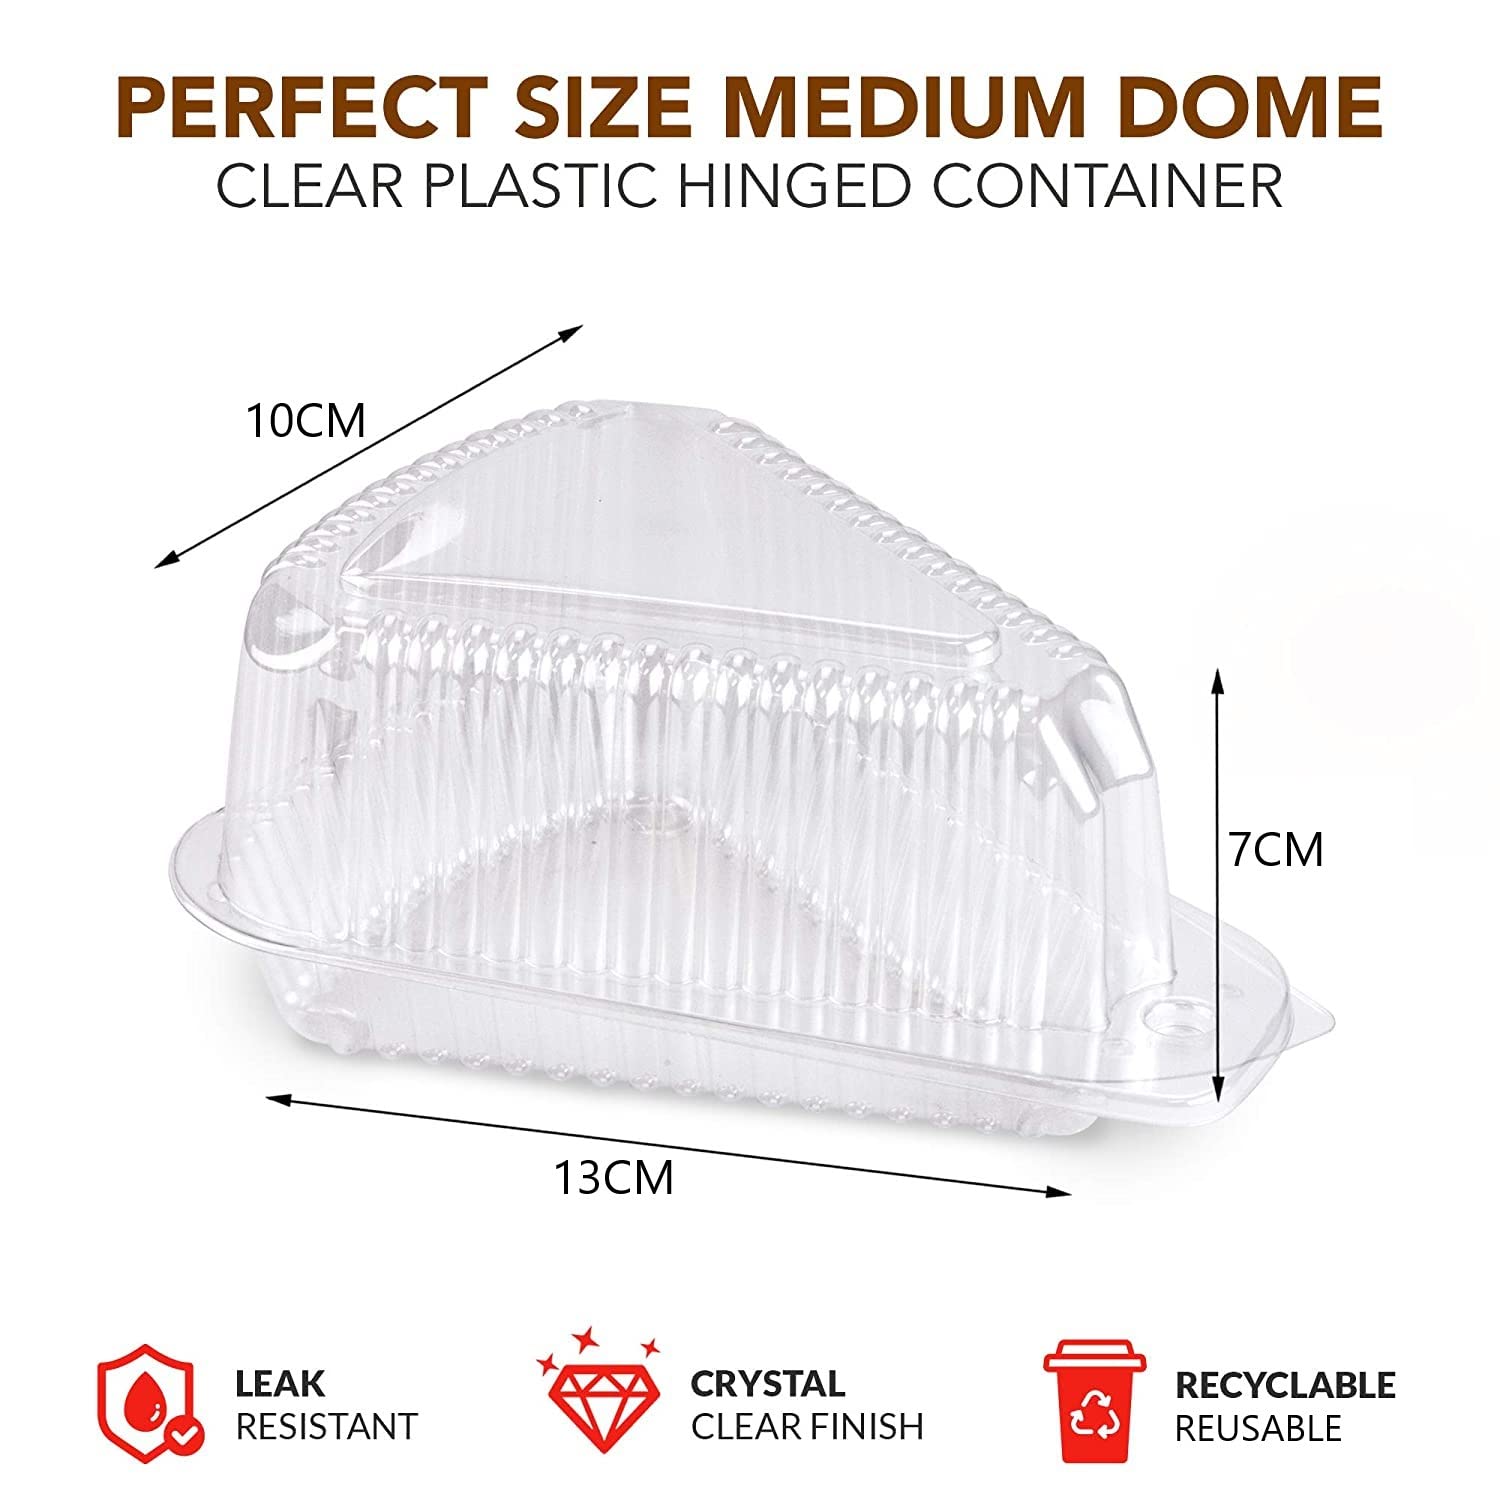 PERFECT SIZE MEDIUM DOME
CLEAR PLASTIC HINGED CONTAINER
10CM
7CM
13CM
LEAK
RESISTANT
CRYSTAL
CLEAR FINISH
RECYCLABLE
REUSABLE